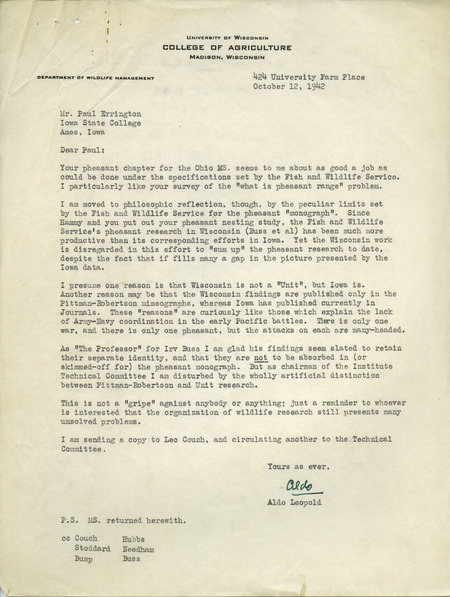 UNIVERSITY OF WISCONSIN
COLLEGE OF AGRICULTURE
MADISON, WISCONSIN
DEPARTMENT OF WILDLIFE MANAGEMENT
424 University Farm Place
October 12, 1942
Mr. Paul Errington
Iowa State College
Ames, Iowa
Dear Paul:
Your pheasant chapter for the Ohio MS. seems to me about as good a job as
could be done under the specifications set by the Fish and Wildlife Service.
I particularly like your survey of the "what is pheasant range" problem.
I am moved to philosophic reflection, though, by the peculiar limits set
by the Fish and Wildlife Service for the pheasant "monograph". Since
Hammy and you put out your pheasant nesting study, the Fish and Wildlife
Service's pheasant research in Wisconsin (Buss et al) has been much more
productive than its corresponding efforts in Iowa. Yet the Wisconsin work
is disregarded in this effort to "sum up" the pheasant research to date,
despite the fact that if fills many a gap in the picture presented by the
Iowa data.
I presume one reason is that Wisconsin is not a "Unit", but Iowa is.
Another reason may be that the Wisconsin findings are published only in the
Pittman-Robertson mimeographs, whereas Iowa has published currently in
Journals. These "reasons" are curiously like those which explain the lack
of Army-Navy coordination in the early Pacific battles. There is only one
war, and there is only one pheasant, but the attacks on each are many-headed.
As "The Professor" for Irv Buss I am glad his findings seem slated to retain
their separate identity, and that they are not to be absorbed in (or
skimmed-off for) the pheasant monograph. But as chairman of the Institute
Technical Committee I am disturbed by the wholly artificial distinction
between Pittman-Robertson and Unit research.
This is not a "gripe" against anybody or anything; just a reminder to whoever
is interested that the organization of wildlife research still presents many
unsolved problems.
I am sending a copy to Leo Couch, and circulating another to the Technical
Committee.
Yours as ever,
Aldo
Aldo Leopold
P.S. MS. returned herewith.
cc Couch Hubbs
Stoddard Needham
Bump Buss